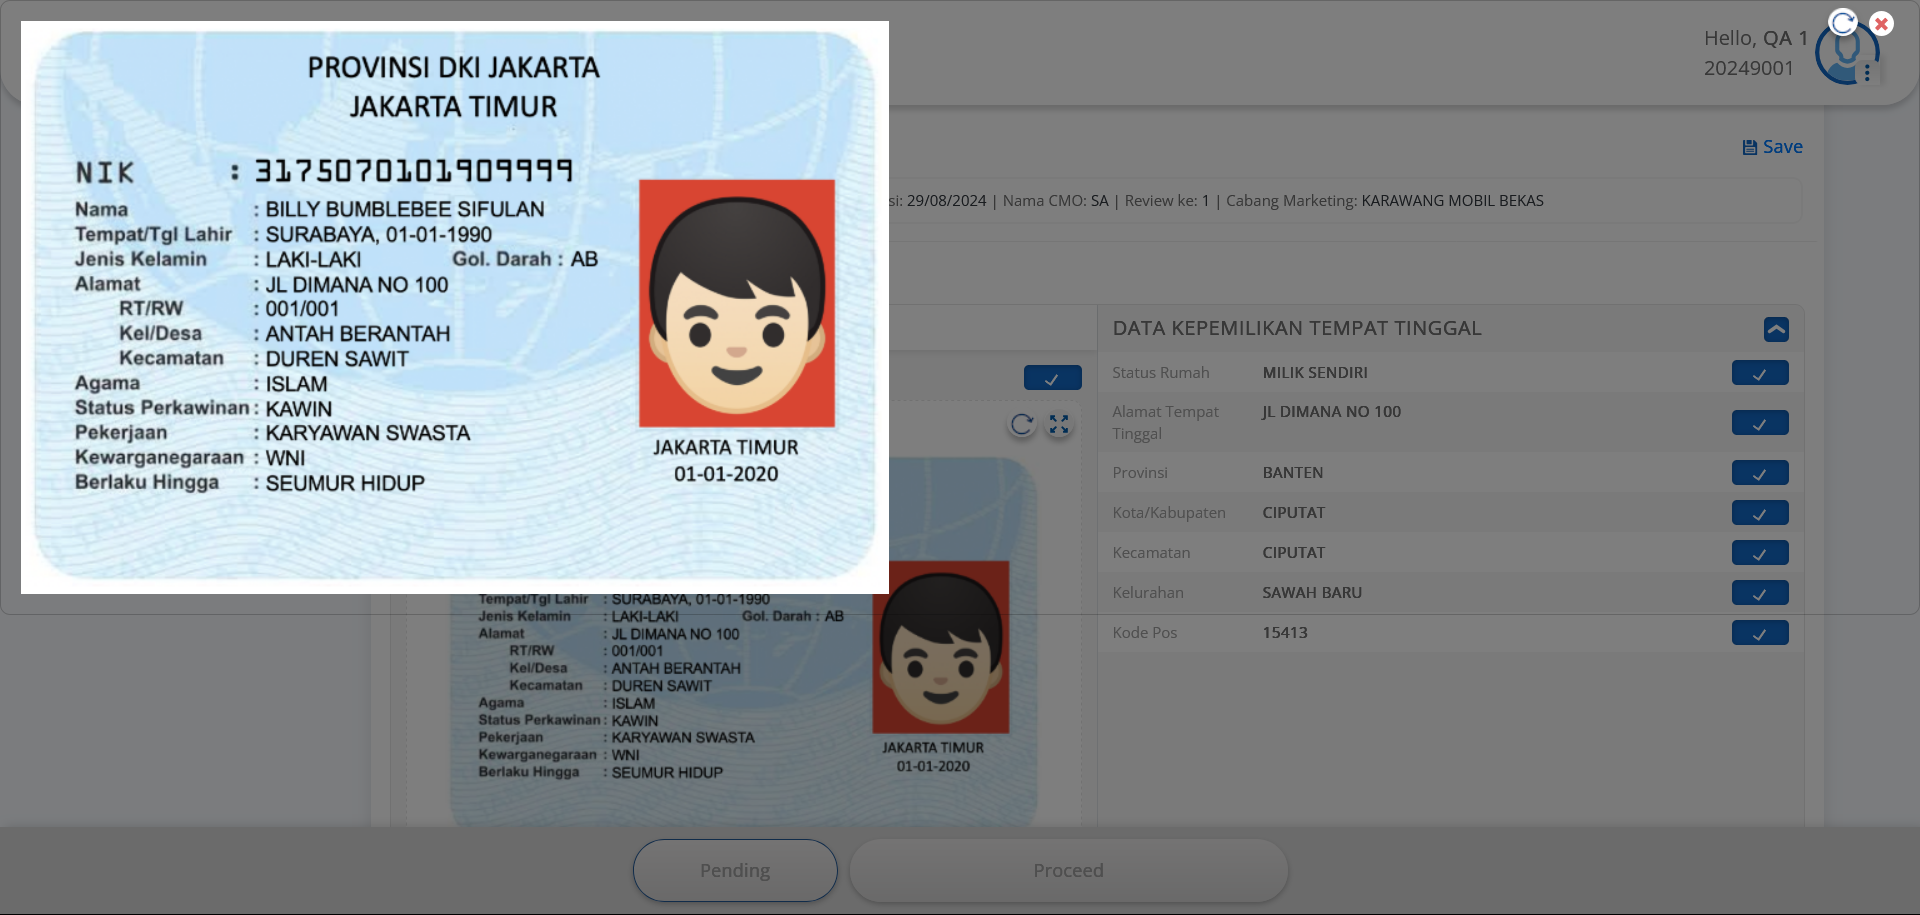 PROVINSI DKI JAKARTA
JAKARTA TIMUR
NIK : 3175070101909999
Nama : BILLY BUMBLEBEE SIFULAN
Tempat/Tgl Lahir : SURABAYA, 01-01-1990
Jenis Kelamin : LAKI-LAKI Gol. Darah : AB
Alamat : JL DIMANA NO 100
RT/RW : 001/001
Kel/Desa : ANTAH BERANTAH
Kecamatan : DUREN SAWIT
Agama : ISLAM
Status Perkawinan : KAWIN
Pekerjaan : KARYAWAN SWASTA
Kewarganegaraan : WNI
Berlaku Hingga : SEUMUR HIDUP
JAKARTA TIMUR
01-01-2020
Hello, QA 1
20249001
Save
si: 29/08/2024 | Nama CMO: SA | Review ke: 1 | Cabang Marketing: KARAWANG MOBIL BEKAS
DATA KEPEMILIKAN TEMPAT TINGGAL
Status Rumah MILIK SENDIRI
Alamat Tempat Tinggal JL DIMANA NO 100
Provinsi BANTEN
Kota/Kabupaten CIPUTAT
Kecamatan CIPUTAT
Kelurahan SAWAH BARU
Kode Pos 15413
Tempat/Tgl Lahir : SURABAYA, 01-01-1990
Jenis Kelamin : LAKI-LAKI Gol. Darah : AB
Alamat : JL DIMANA NO 100
RT/RW : 001/001
Kel/Desa : ANTAH BERANTAH
Kecamatan : DUREN SAWIT
Agama : ISLAM
Status Perkawinan : KAWIN
Pekerjaan : KARYAWAN SWASTA
Kewarganegaraan : WNI
Berlaku Hingga : SEUMUR HIDUP
JAKARTA TIMUR
01-01-2020
Pending
Proceed